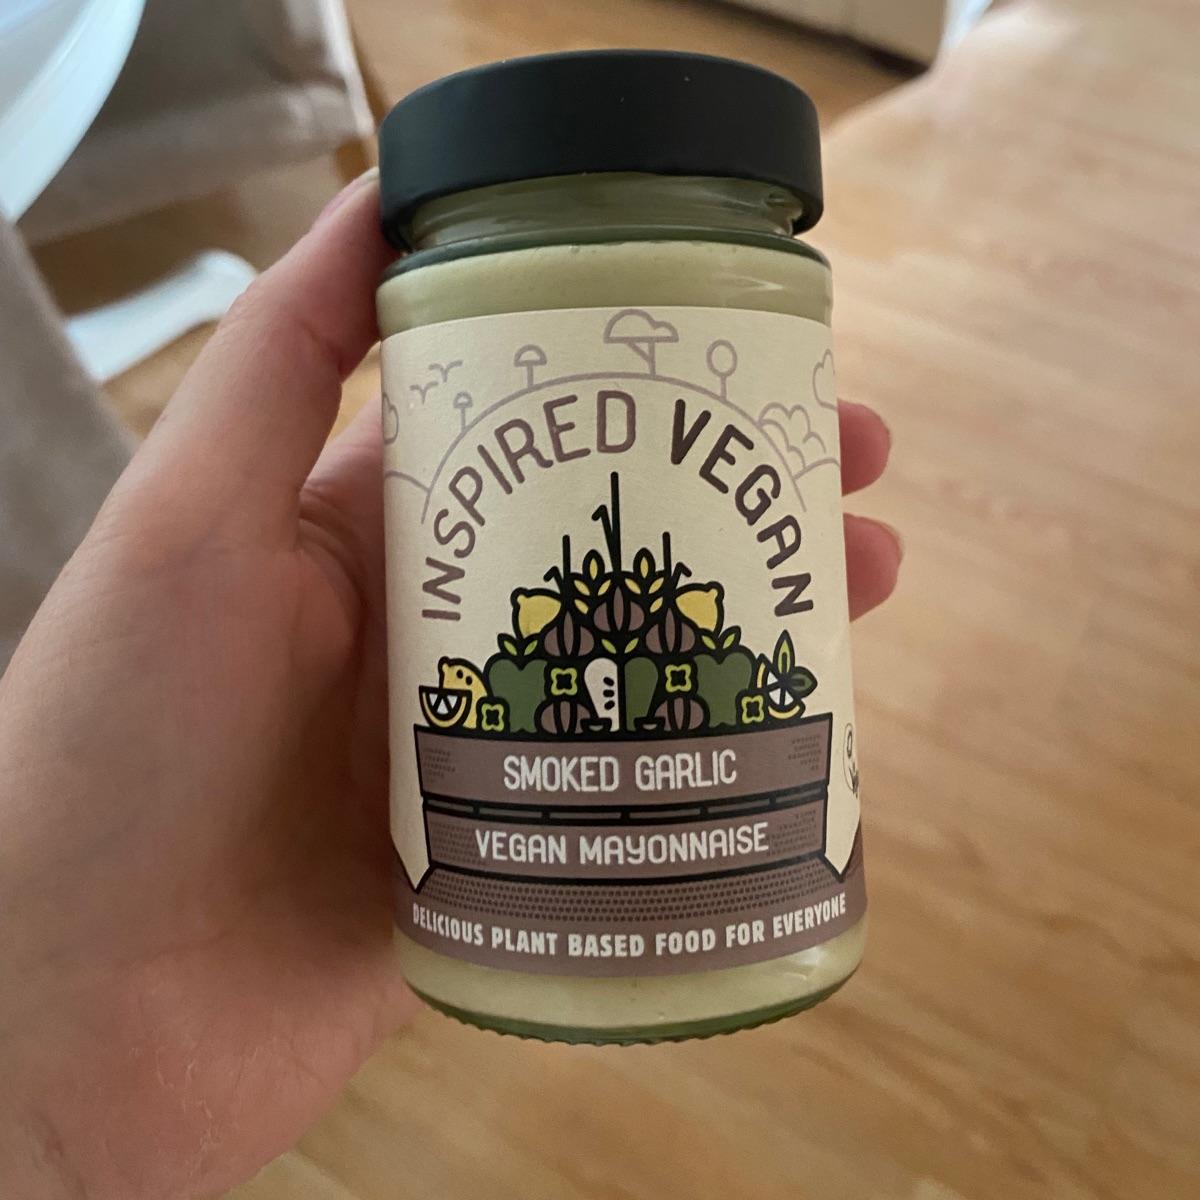 INSPIRED VEGAN
SMOKED GARLIC
VEGAN MAYONNAISE
DELICIOUS PLANT BASED FOOD FOR EVERYONE